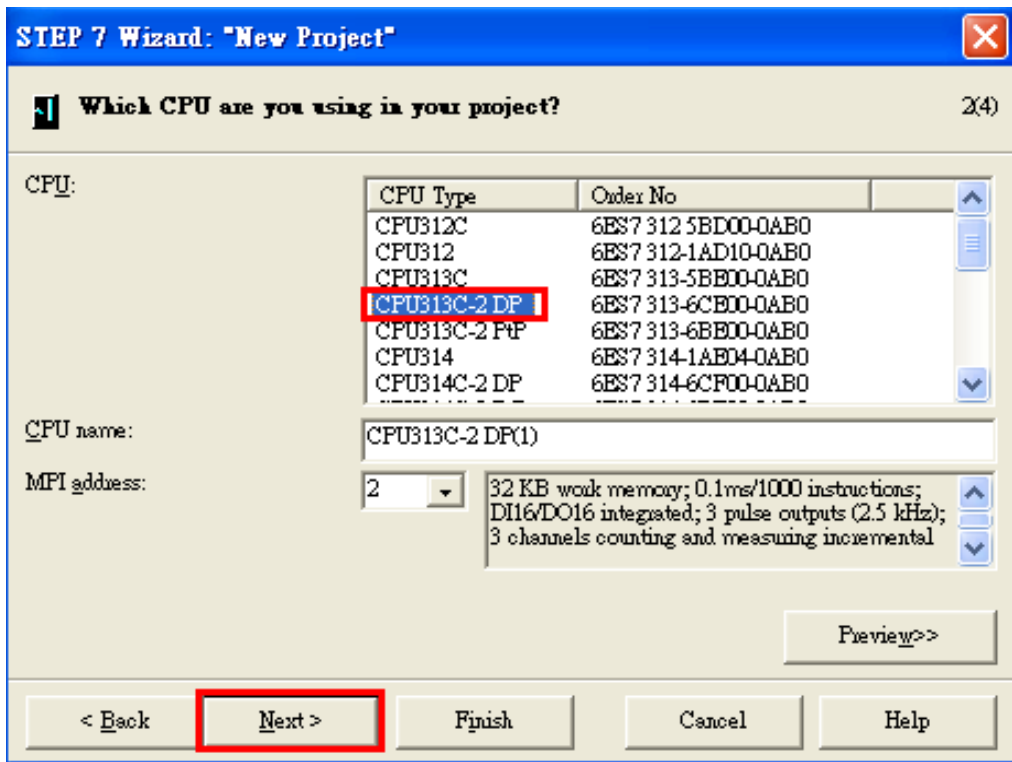 STEP 7 Wizard: "New Project"
Which CPU are you using in your project?
2(4)
CPU:
CPU Type Order No
CPU312C 6ES7 312 5BD00-0AB0
CPU312 6ES7 312-1AD10-0AB0
CPU313C 6ES7 313-5BE00-0AB0
CPU313C-2 DP 6ES7 313-6CE00-0AB0
CPU313C-2 PtP 6ES7 313-6BE00-0AB0
CPU314 6ES7 314-1AE04-0AB0
CPU314C-2 DP 6ES7 314-6CF00-0AB0
CPU name:
CPU313C-2 DP(1)
MPI address:
2
32 KB work memory; 0.1ms/1000 instructions;
DI16/DO16 integrated; 3 pulse outputs (2.5 kHz);
3 channels counting and measuring incremental
Preview>>
< Back Next > Finish Cancel Help